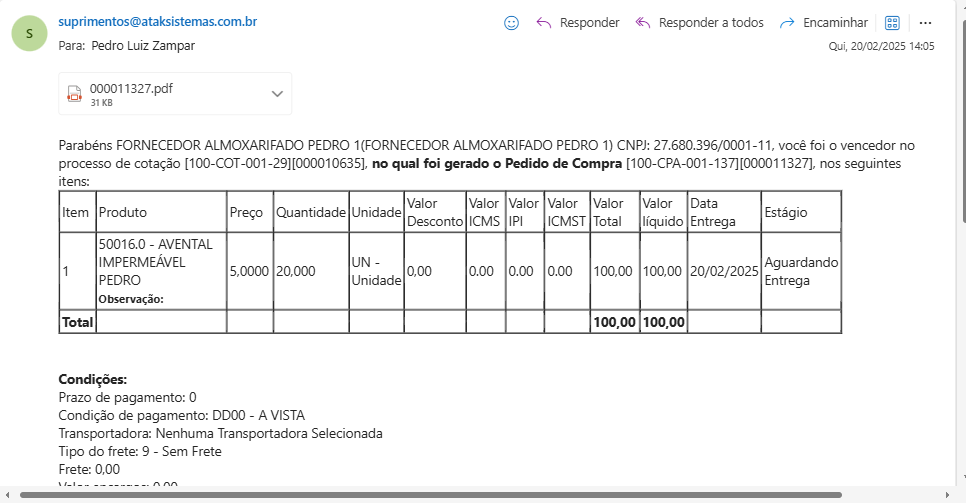 S
suprimentos@ataksistemas.com.br
Responder
Responder a todos
Encaminhar
Para: Pedro Luiz Zampar
Qui, 20/02/2025 14:05
000011327.pdf
31 KB
Parabéns FORNECEDOR ALMOXARIFADO PEDRO 1(FORNECEDOR ALMOXARIFADO PEDRO 1) CNPJ: 27.680.396/0001-11, você foi o vencedor no
processo de cotação [100-COT-001-29][000010635], no qual foi gerado o Pedido de Compra [100-CPA-001-137][000011327], nos seguintes
itens:
Item Produto Preço Quantidade Unidade Valor Desconto Valor ICMS Valor IPI Valor ICMST Valor Total Valor líquido Data Entrega Estágio
1 50016.0 - AVENTAL IMPERMEÁVEL PEDRO Observação: 5,0000 20,000 UN - Unidade 0,00 0.00 0.00 0.00 100,00 100,00 20/02/2025 Aguardando Entrega
Total 100,00 100,00
Condições:
Prazo de pagamento: 0
Condição de pagamento: DD00 - A VISTA
Transportadora: Nenhuma Transportadora Selecionada
Tipo do frete: 9 - Sem Frete
Frete: 0,00
Valor encargos: 0,00